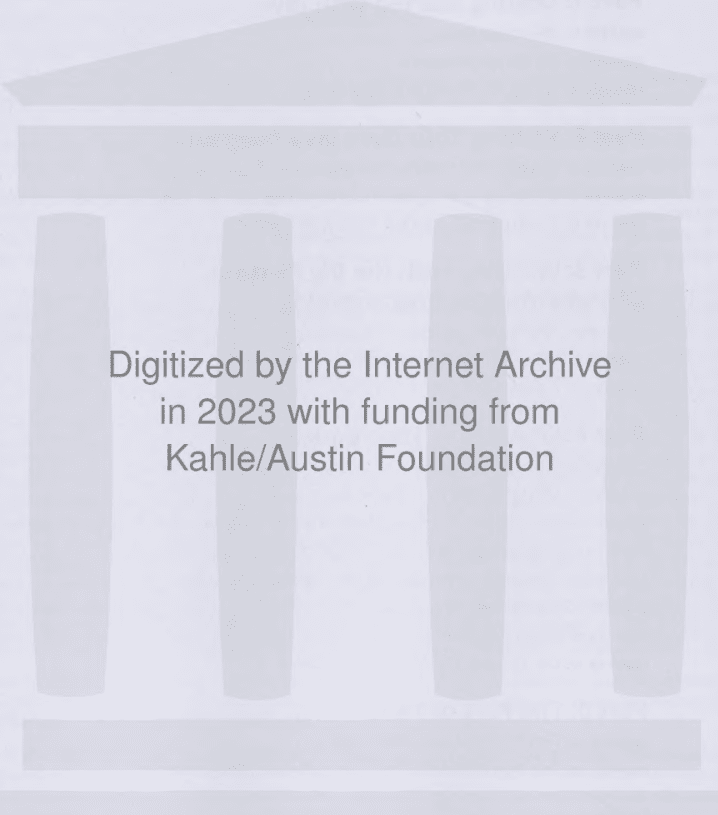 Digitized by the Internet Archive
in 2023 with funding from
Kahle/Austin Foundation